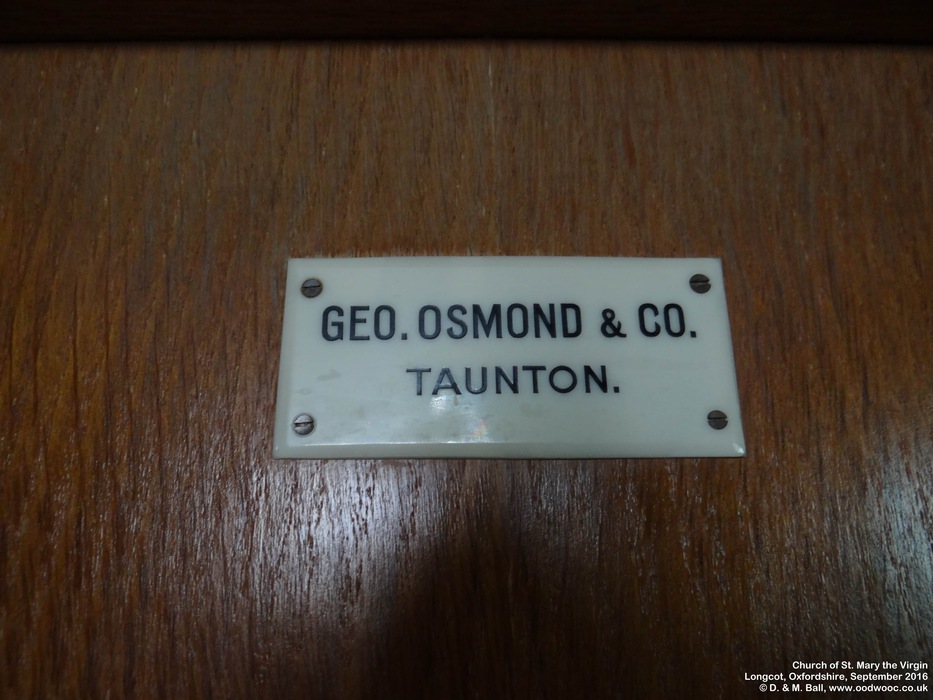 GEO. OSMOND & CO.
TAUNTON.
Church of St. Mary the Virgin
Longcot, Oxfordshire, September 2016
© D. & M. Ball, www.oodwooc.co.uk